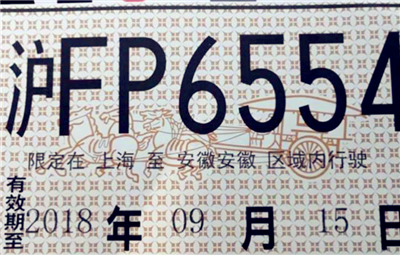 沪FP6554
限定在 上海 至 安徽安徽 区域内行驶
有效期至 2018 年 09 月 15 日